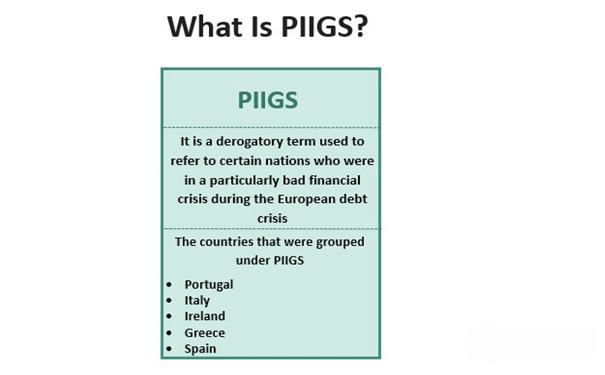 What Is PIIGS?
PIIGS
It is a derogatory term used to
refer to certain nations who were
in a particularly bad financial
crisis during the European debt
crisis
The countries that were grouped
under PIIGS
• Portugal
• Italy
• Ireland
• Greece
• Spain